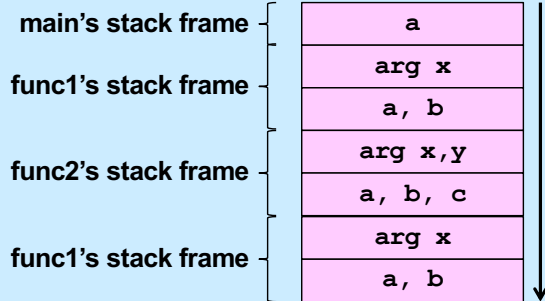 main's stack frame
a
func1's stack frame
arg x
a, b
func2's stack frame
arg x,y
a, b, c
func1's stack frame
arg x
a, b